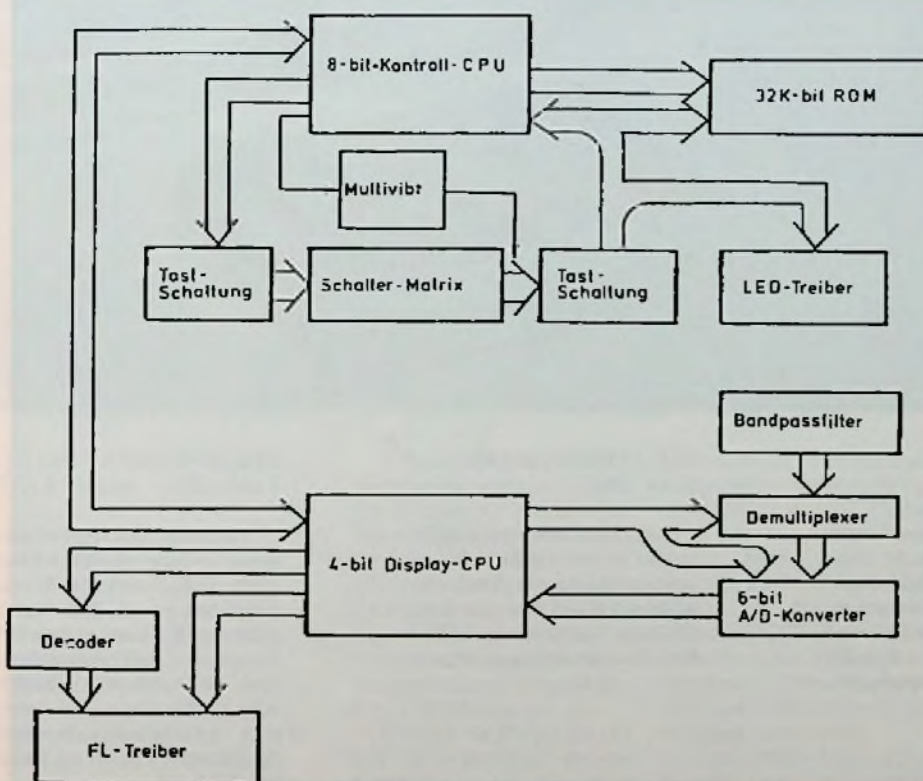 8-bit-Kontroll-CPU
32K-bit ROM
Multivibr
Tast-
Schaltung
Schalter-Matrix
Tast-
Schaltung
LED-Treiber
Bandpassfilter
Demultiplexer
4-bit Display-CPU
6-bit
A/D-Konverter
Decoder
FL-Treiber